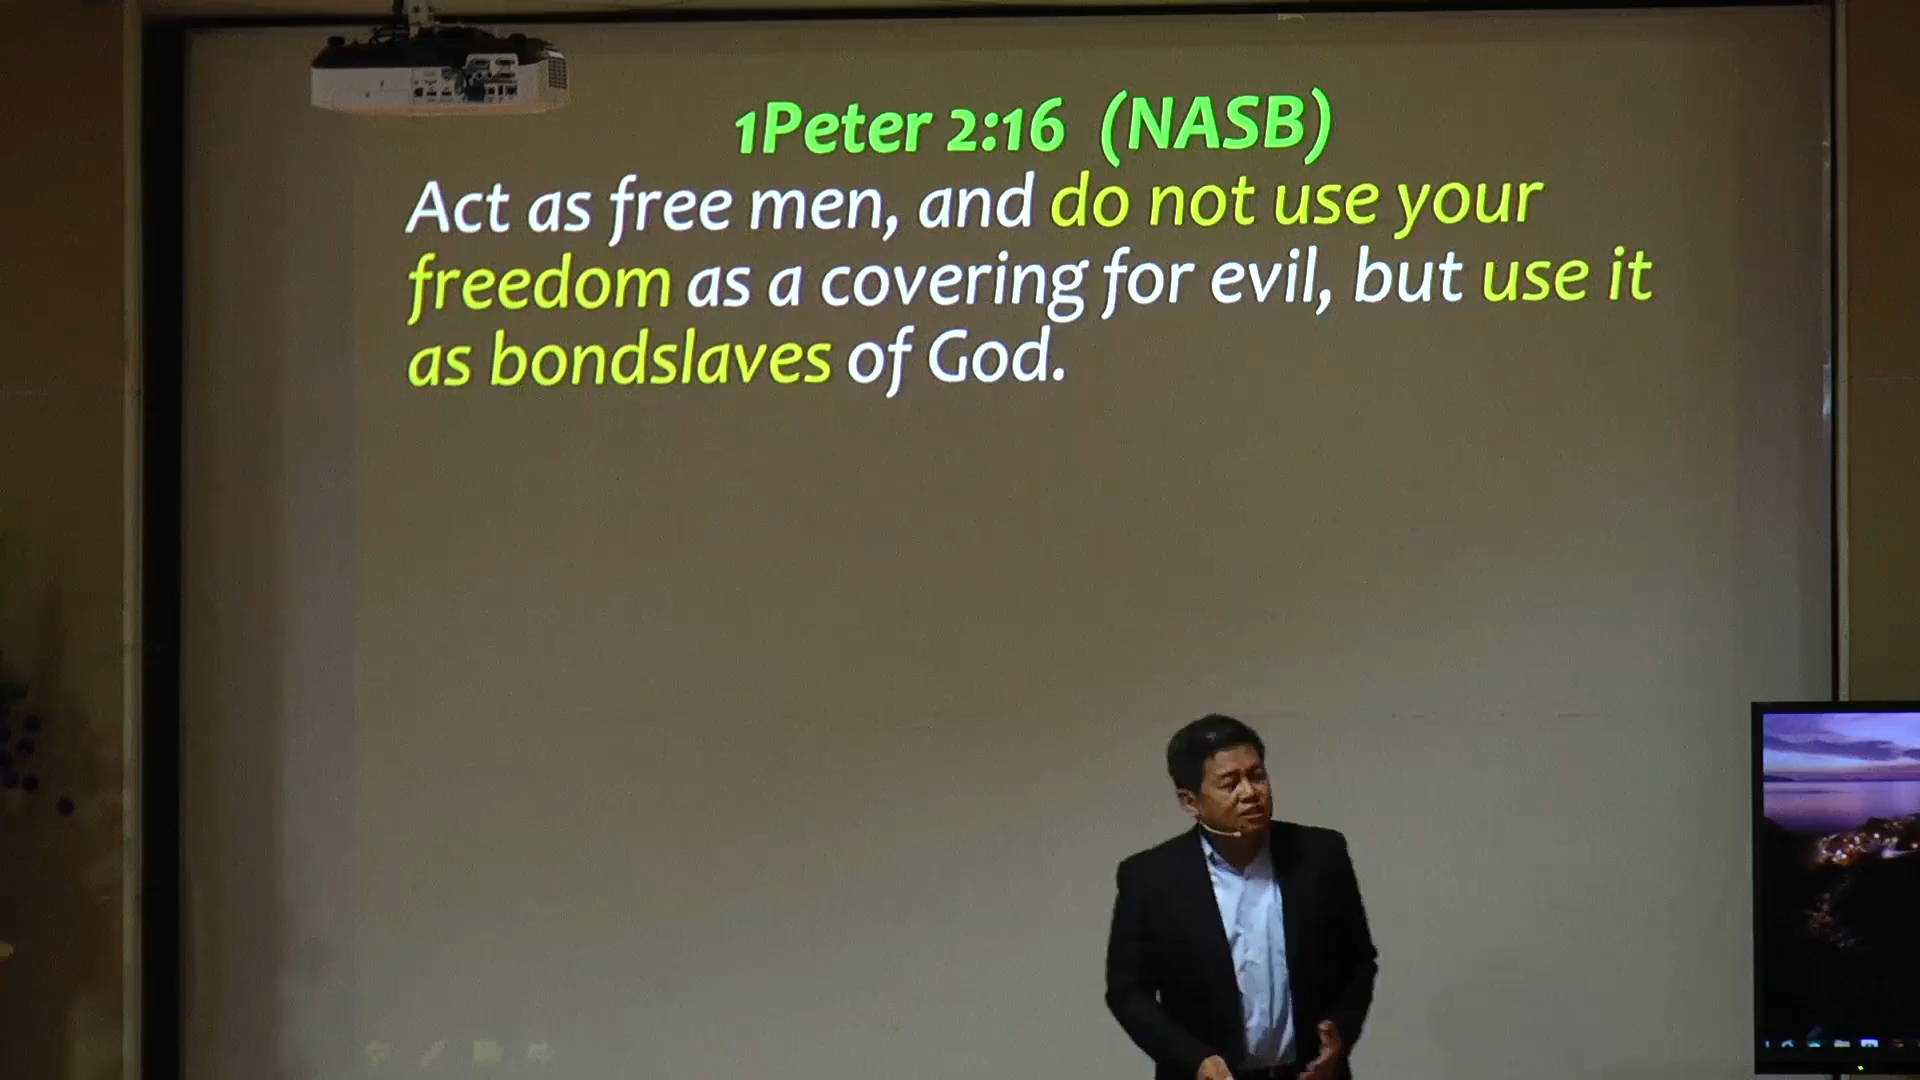 1Peter 2:16 (NASB)
Act as free men, and do not use your
freedom as a covering for evil, but use it
as bondslaves of God.